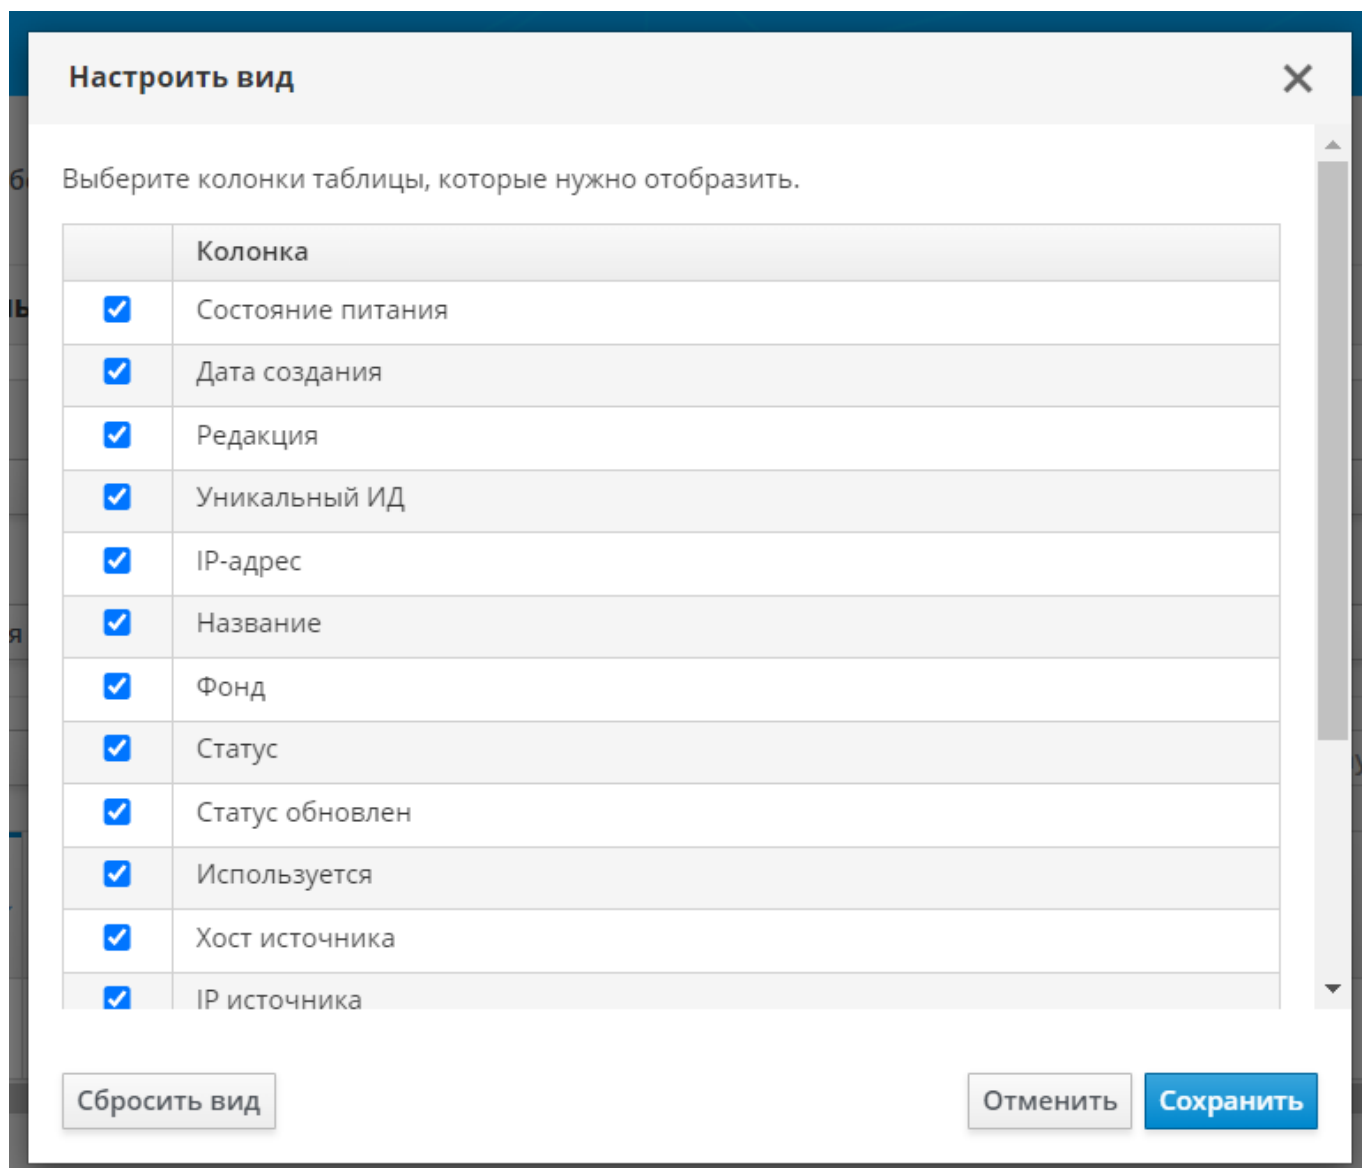 Настроить вид
Выберите колонки таблицы, которые нужно отобразить.
Колонка
Состояние питания
Дата создания
Редакция
Уникальный ИД
IP-адрес
Название
Фонд
Статус
Статус обновлен
Используется
Хост источника
IP источника
Сбросить вид
Отменить
Сохранить